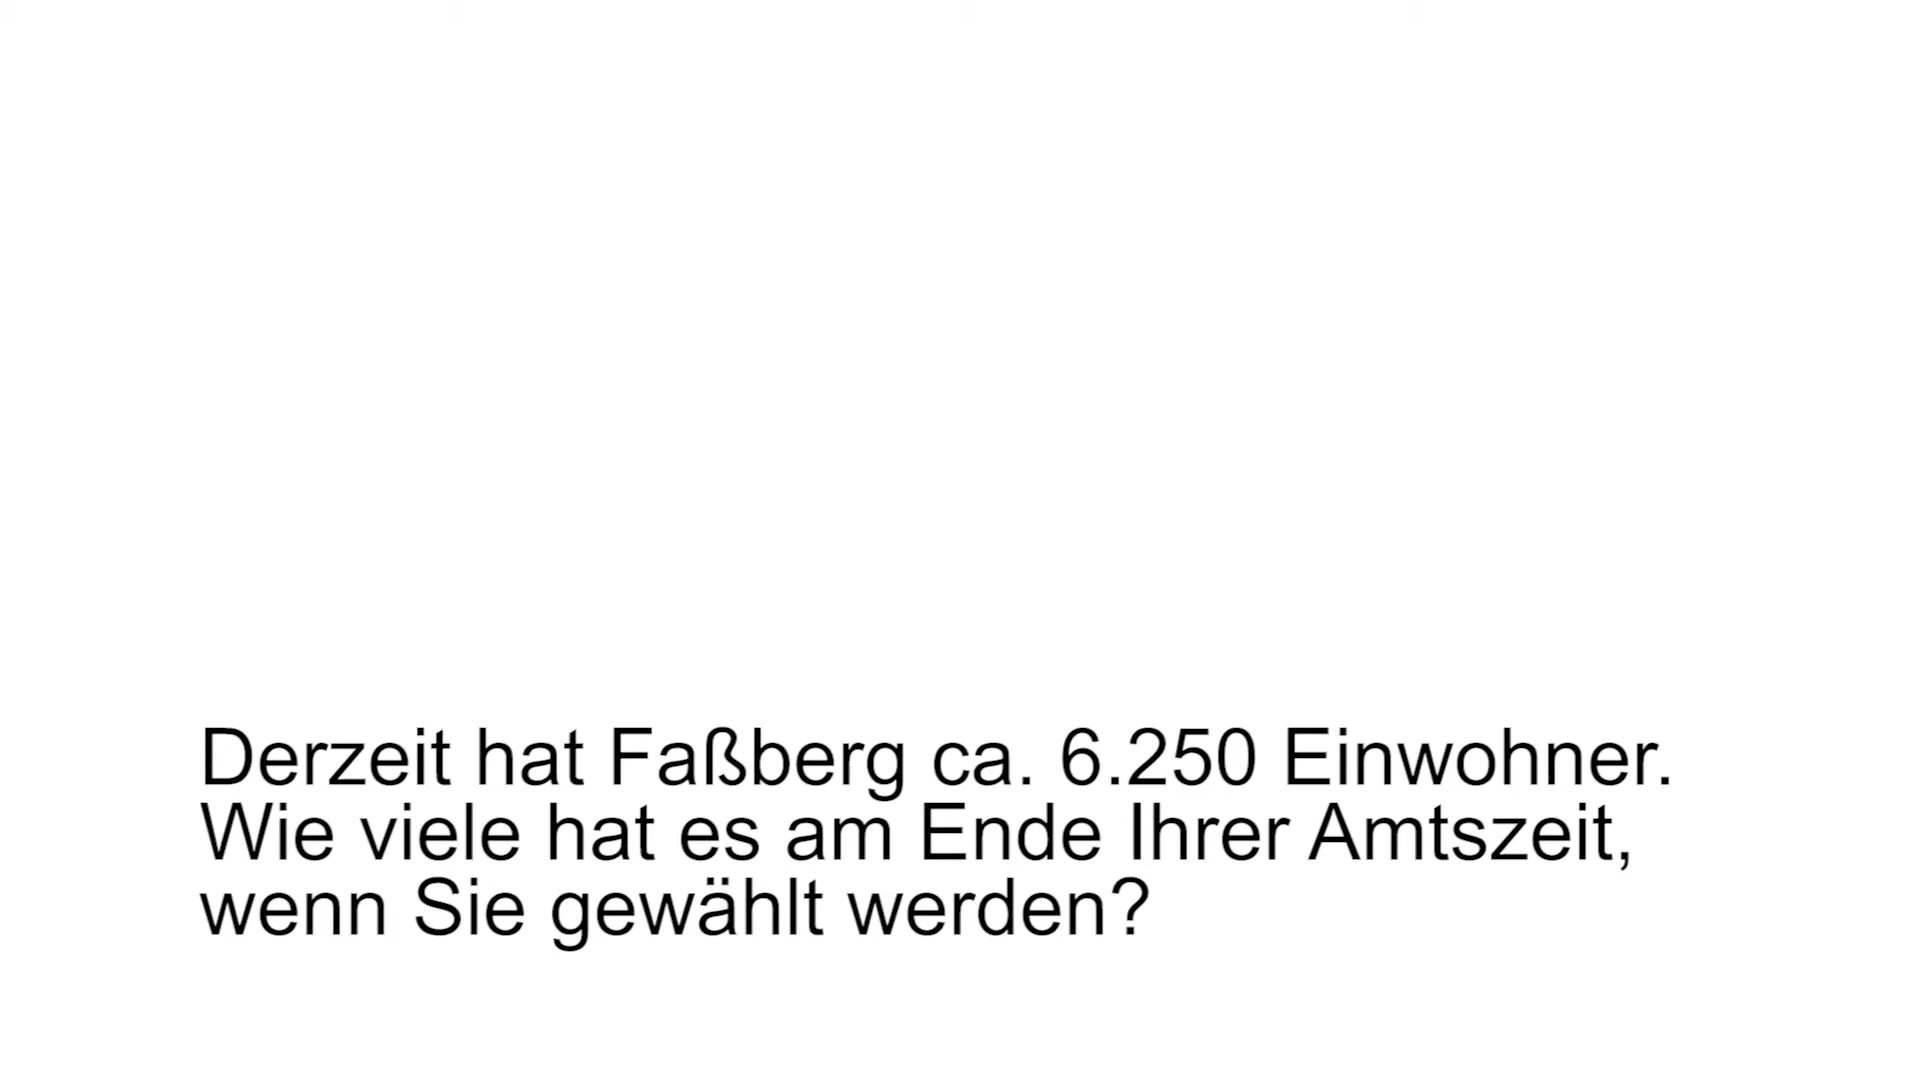 Derzeit hat Faßberg ca. 6.250 Einwohner.
Wie viele hat es am Ende Ihrer Amtszeit,
wenn Sie gewählt werden?